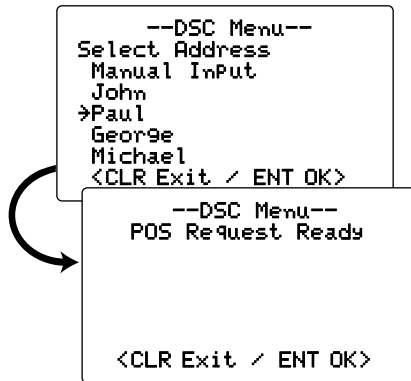 --DSC Menu--
Select Address
Manual InPut
John
→Paul
George
Michael
<CLR Exit / ENT OK>
--DSC Menu--
POS Request Ready
<CLR Exit / ENT OK>